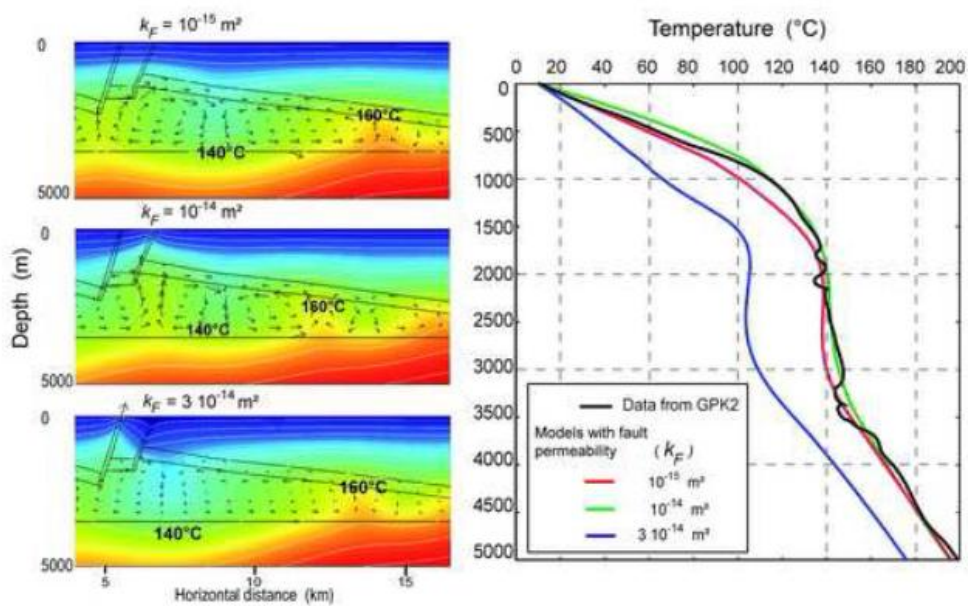 k_F = 10⁻¹⁵ m²
0
160°C
140°C
5000
k_F = 10⁻¹⁴ m²
0
160°C
140°C
5000
k_F = 3 10⁻¹⁴ m²
0
160°C
140°C
5000
5 10 15
Horizontal distance (km)
Depth (m)
Temperature (°C)
0 20 40 60 80 100 120 140 160 180 200
0
500
1000
1500
2000
2500
3000
3500
4000
4500
5000
Data from GPK2
Models with fault
permeability ( k_F )
10⁻¹⁵ m²
10⁻¹⁴ m²
3 10⁻¹⁴ m²